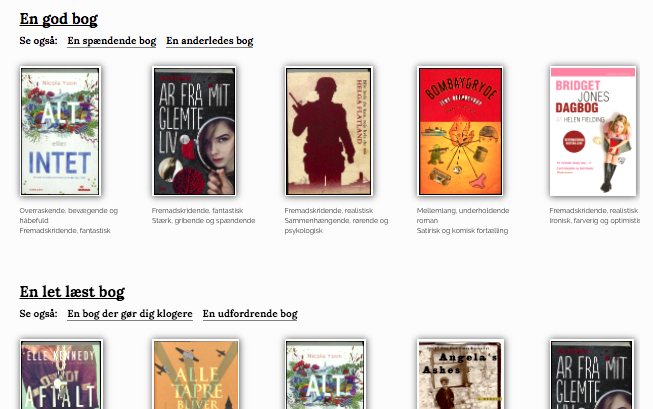 En god bog
Se også: En spændende bog En anderledes bog
Nicola Yoon
ALT
eller
INTET
AR FRA MIT
GLEMTE
LIV
HELGA FLATLAND
BOMBAYGRYDE
BRIDGET
JONES
DAGBOG
HELEN FIELDING
Overraskende, bevægende og
håbefuld
Fremadskridende, fantastisk
Fremadskridende, fantastisk
Stærk, gribende og spændende
Fremadskridende, realistisk
Sammenhængende, rørende og
psykologisk
Mellemlang, underholdende
roman
Satirisk og komisk fortælling
Fremadskridende, realistisk
Ironisk, farverig og optimistis
En let læst bog
Se også: En bog der gør dig klogere En udfordrende bog
ELLE KENNEDY
AFTALT
ALLE
TAPRE
BLIVER
Nicola Yoon
ALT
Angela's
Ashes
AR FRA MIT
GLEMTE